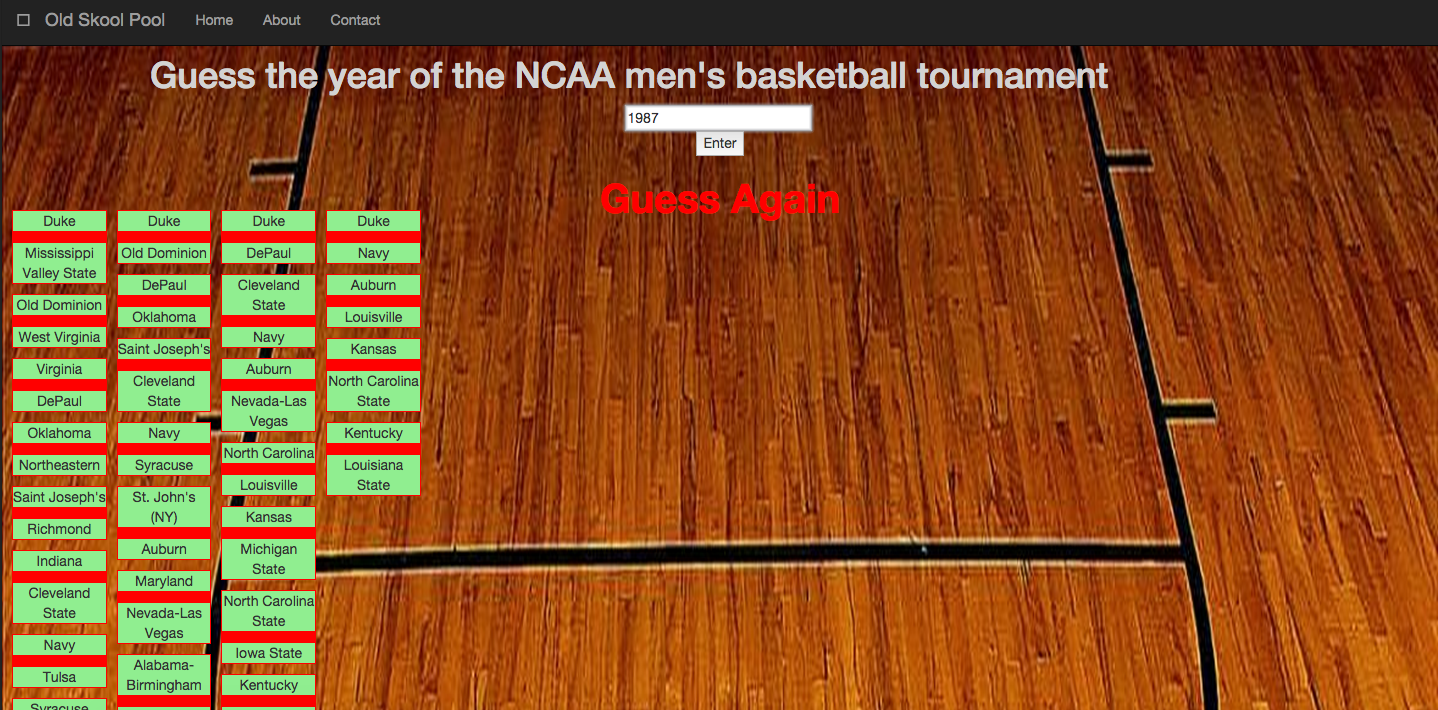 Old Skool Pool Home About Contact
Guess the year of the NCAA men's basketball tournament
1987
Enter
Guess Again
Duke
Mississippi
Valley State
Old Dominion
West Virginia
Virginia
DePaul
Oklahoma
Northeastern
Saint Joseph's
Richmond
Indiana
Cleveland
State
Navy
Tulsa
Syracuse
Duke
Old Dominion
DePaul
Oklahoma
Saint Joseph's
Cleveland
State
Navy
Syracuse
St. John's
(NY)
Auburn
Maryland
Nevada-Las
Vegas
Alabama-
Birmingham
Duke
DePaul
Cleveland
State
Navy
Auburn
Nevada-Las
Vegas
North Carolina
Louisville
Kansas
Michigan
State
North Carolina
State
Iowa State
Kentucky
Duke
Navy
Auburn
Louisville
Kansas
North Carolina
State
Kentucky
Louisiana
State